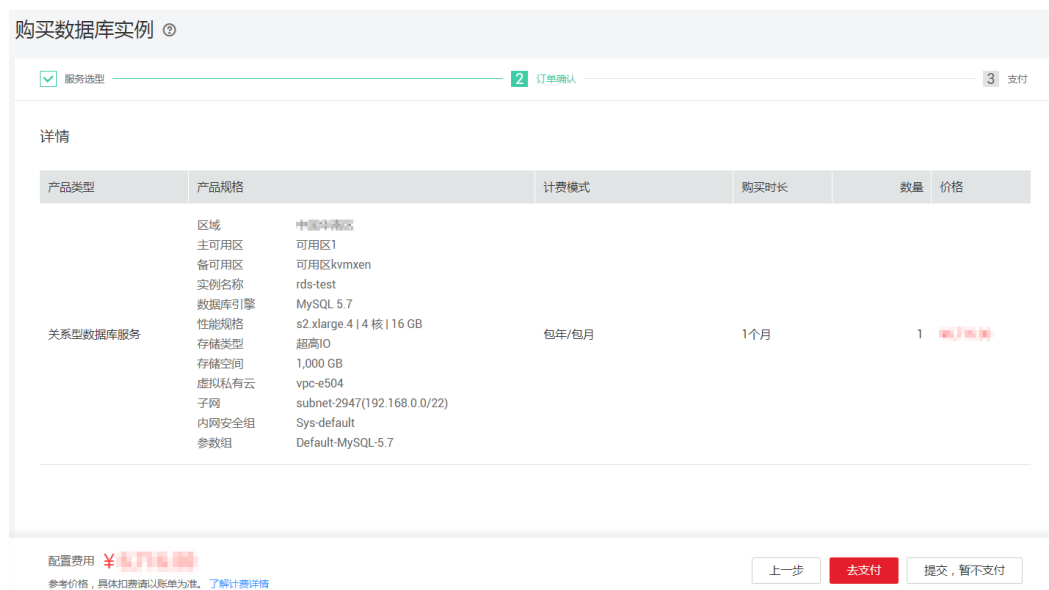 购买数据库实例 ?
服务选型 2 订单确认 3 支付
详情
产品类型 产品规格 计费模式 购买时长 数量 价格
区域
主可用区 可用区1
备可用区 可用区kvmxen
实例名称 rds-test
数据库引擎 MySQL 5.7
性能规格 s2.xlarge.4 | 4 核 | 16 GB
关系型数据库服务 包年/包月 1个月 1
存储类型 超高IO
存储空间 1,000 GB
虚拟私有云 vpc-e504
子网 subnet-2947(192.168.0.0/22)
内网安全组 Sys-default
参数组 Default-MySQL-5.7
配置费用 ¥
参考价格，具体扣费请以账单为准。 了解计费详情
上一步 去支付 提交，暂不支付